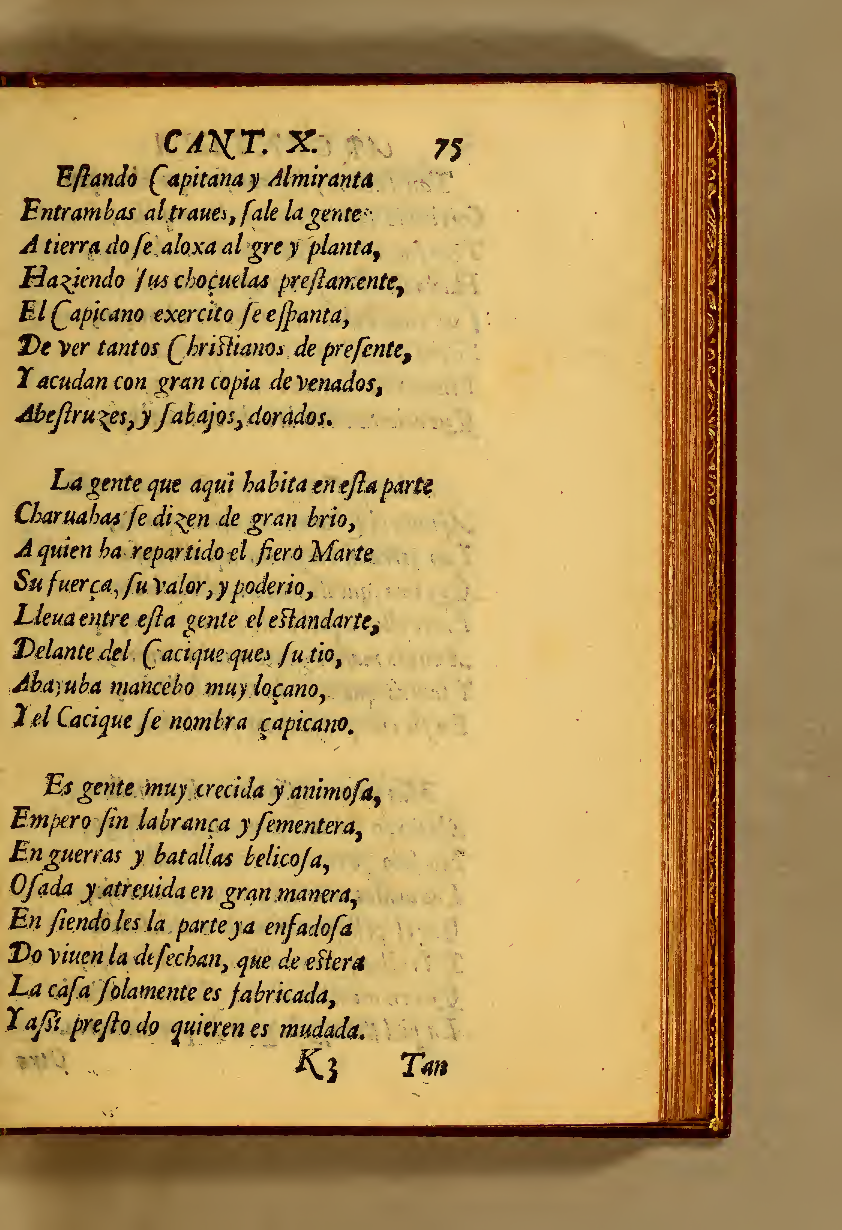 CANT. X. 75
Eſtando Capitana y Almiranta
Entrambas al traues, ſale la gente
A tierra do ſe aloxa al gre y planta,
Haziendo ſus choçuelas preſtamente,
El Çapicano exercito ſe eſpanta,
De ver tantos Chriſtianos de preſente,
Y acudan con gran copia de venados,
Abeſtruzes, y ſabajos, dorados.

La gente que aqui habita en eſta parte
Charuahas ſe dizen de gran brio,
A quien ha repartido el fiero Marte
Su fuerça, ſu valor, y poderio,
Lleua entre eſta gente el eſtandarte,
Delante del Cacique ques ſu tio,
Abayuba mancebo muy loçano,
Y el Cacique ſe nombra çapicano.

Es gente muy crecida y animoſa,
Empero ſin labrança y ſementera,
En guerras y batallas belicoſa,
Oſada y atreuida en gran manera,
En ſiendo les la parte ya enfadoſa
Do viuen la deſechan, que de eſtera
La caſa ſolamente es fabricada,
Y aſsi preſto do quieren es mudada.
K3 Tan